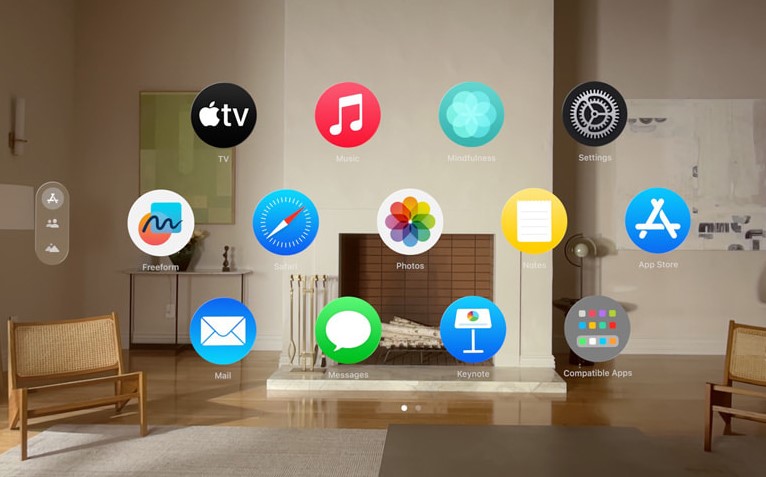 tv
TV
Music
Mindfulness
Settings
Freeform
Safari
Photos
Notes
App Store
Mail
Messages
Keynote
Compatible Apps